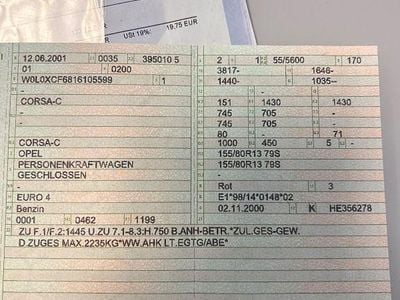 USt 19%: 19.75 EUR
12.06.2001 0035 395010 5
01 0200
W0L0XCF6816105599 1
-
CORSA-C
-
CORSA-C
OPEL
PERSONENKRAFTWAGEN
GESCHLOSSEN
-
EURO 4
Benzin
0001 0462 1199
2 1 55/5600 170
3817- 1646-
1440- 1035--
-
151 1430 1430
745 705 -
745 705 -
80 - 71
1000 450 5 -
155/80R13 79S
155/80R13 79S
-
Rot 3
E1*98/14*0148*02
02.11.2000 K HE356278
ZU F.1/F.2:1445 U.ZU 7.1-8.3:H.750 B.ANH-BETR.*ZUL.GES-GEW.
D.ZUGES MAX.2235KG*WW.AHK LT.EGTG/ABE*